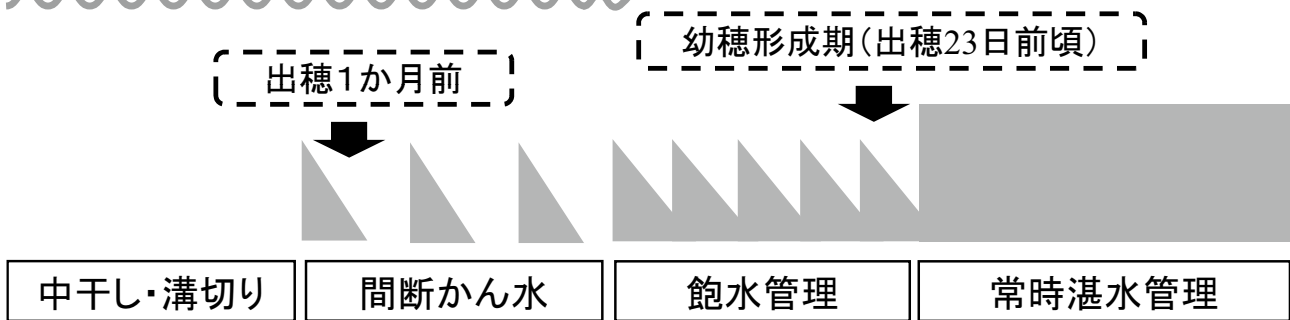 幼穂形成期(出穂23日前頃)
出穂1か月前
中干し・溝切り
間断かん水
飽水管理
常時湛水管理